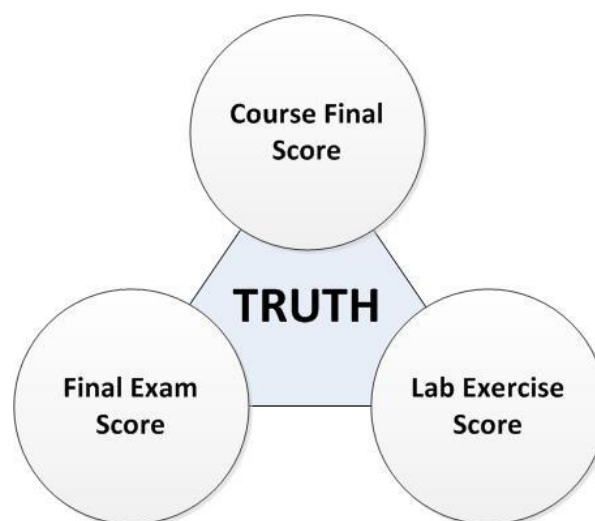 Course Final
Score
TRUTH
Final Exam
Score
Lab Exercise
Score